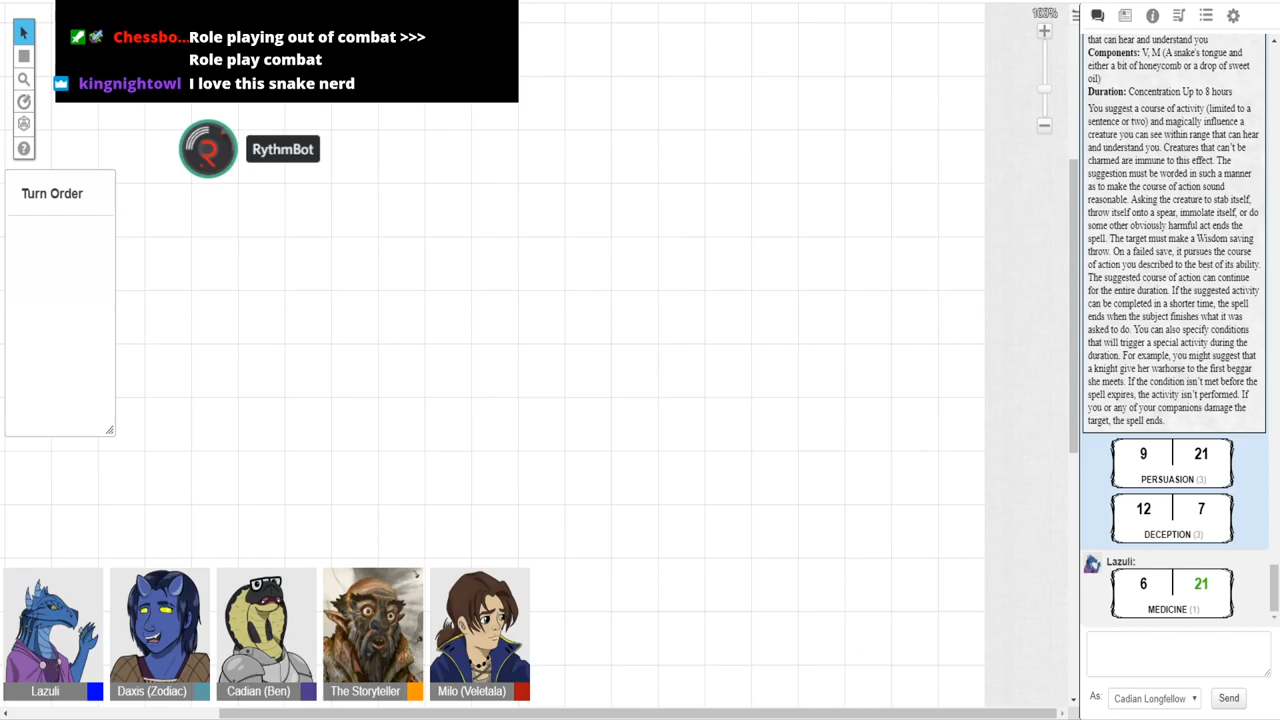 Chessbo... Role playing out of combat >>>
Role play combat
kingnightowl I love this snake nerd
RythmBot
Turn Order
100%
that can hear and understand you
Components: V, M (A snake's tongue and
either a bit of honeycomb or a drop of sweet
oil)
Duration: Concentration Up to 8 hours
You suggest a course of activity (limited to a
sentence or two) and magically influence a
creature you can see within range that can hear
and understand you. Creatures that can't be
charmed are immune to this effect. The
suggestion must be worded in such a manner
as to make the course of action sound
reasonable. Asking the creature to stab itself,
throw itself onto a spear, immolate itself, or do
some other obviously harmful act ends the
spell. The target must make a Wisdom saving
throw. On a failed save, it pursues the course
of action you described to the best of its ability.
The suggested course of action can continue
for the entire duration. If the suggested activity
can be completed in a shorter time, the spell
ends when the subject finishes what it was
asked to do. You can also specify conditions
that will trigger a special activity during the
duration. For example, you might suggest that
a knight give her warhorse to the first beggar
she meets. If the condition isn't met before the
spell expires, the activity isn't performed. If
you or any of your companions damage the
target, the spell ends.
9 21
PERSUASION (3)
12 7
DECEPTION (3)
Lazuli:
6 21
MEDICINE (1)
As: Cadian Longfellow Send
Lazuli
Daxis (Zodiac)
Cadian (Ben)
The Storyteller
Milo (Veletala)